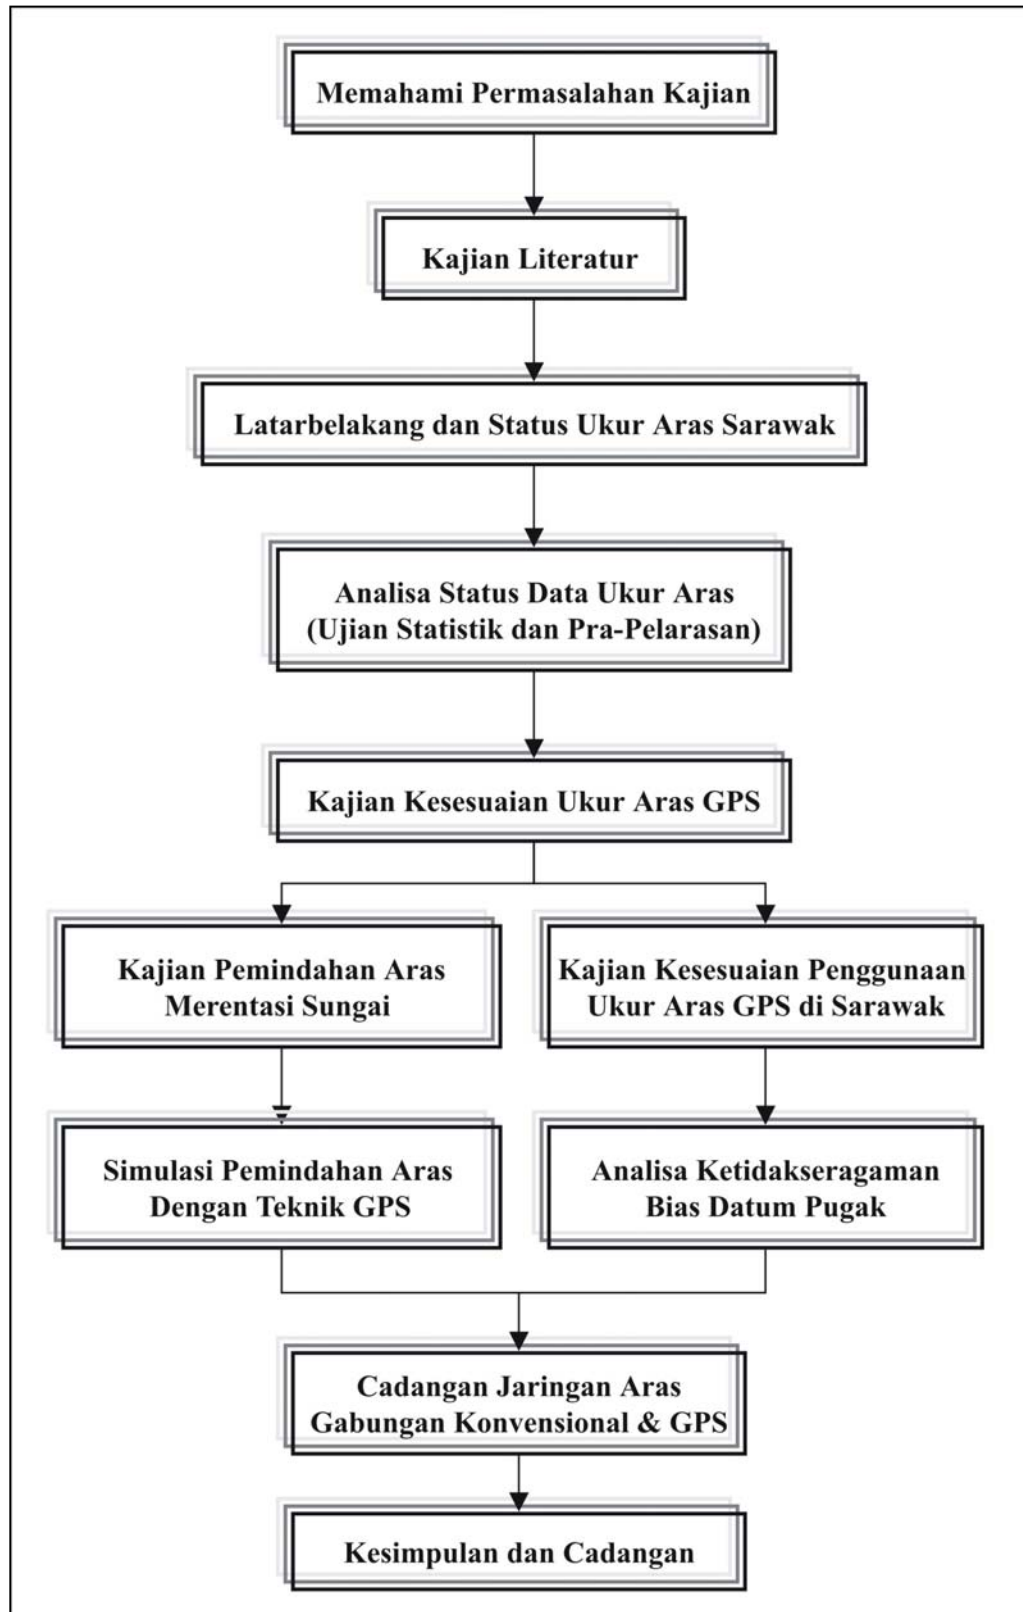 Memahami Permasalahan Kajian
Kajian Literatur
Latarbelakang dan Status Ukur Aras Sarawak
Analisa Status Data Ukur Aras
(Ujian Statistik dan Pra-Pelarasan)
Kajian Kesesuaian Ukur Aras GPS
Kajian Pemindahan Aras
Merentasi Sungai
Kajian Kesesuaian Penggunaan
Ukur Aras GPS di Sarawak
Simulasi Pemindahan Aras
Dengan Teknik GPS
Analisa Ketidakseragaman
Bias Datum Pugak
Cadangan Jaringan Aras
Gabungan Konvensional & GPS
Kesimpulan dan Cadangan